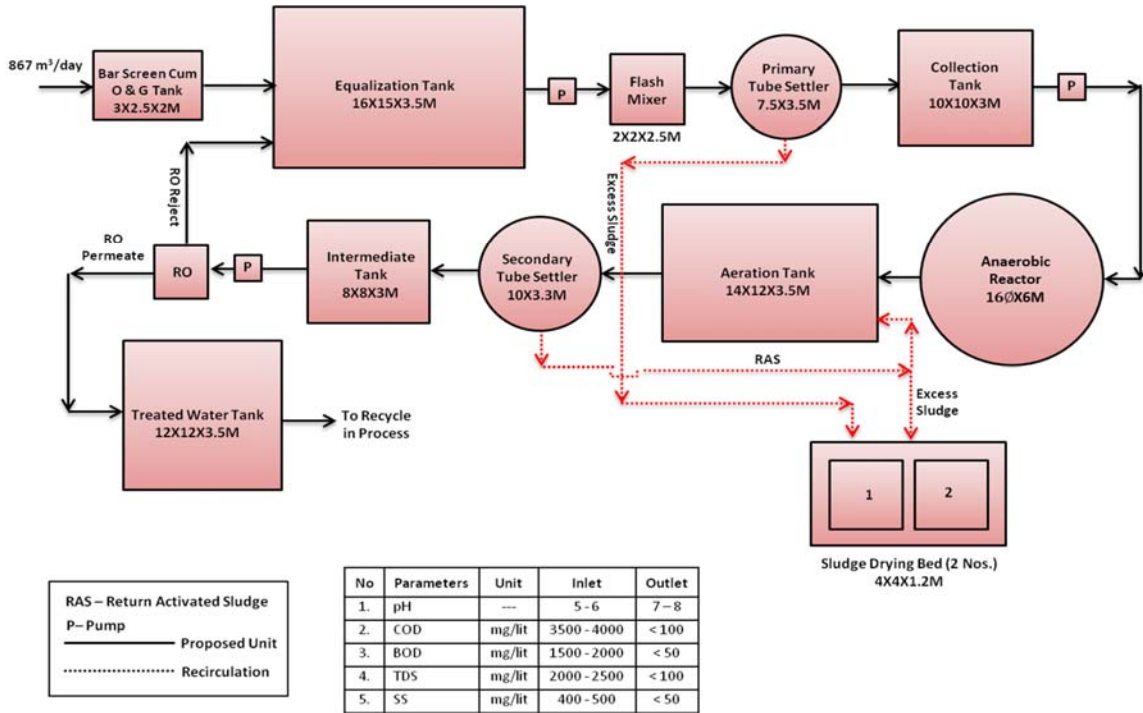 867 m³/day
Bar Screen Cum
O & G Tank
3X2.5X2M
Equalization Tank
16X15X3.5M
P
Flash
Mixer
2X2X2.5M
Primary
Tube Settler
7.5X3.5M
Collection
Tank
10X10X3M
P
RO Reject
Excess Sludge
RO
Permeate
RO
P
Intermediate
Tank
8X8X3M
Secondary
Tube Settler
10X3.3M
Aeration Tank
14X12X3.5M
Anaerobic
Reactor
16ØX6M
RAS
Excess
Sludge
Treated Water Tank
12X12X3.5M
To Recycle
in Process
1
2
Sludge Drying Bed (2 Nos.)
4X4X1.2M
RAS – Return Activated Sludge
P– Pump
Proposed Unit
Recirculation
No Parameters Unit Inlet Outlet
1. pH --- 5 - 6 7 – 8
2. COD mg/lit 3500 - 4000 < 100
3. BOD mg/lit 1500 - 2000 < 50
4. TDS mg/lit 2000 - 2500 < 100
5. SS mg/lit 400 - 500 < 50